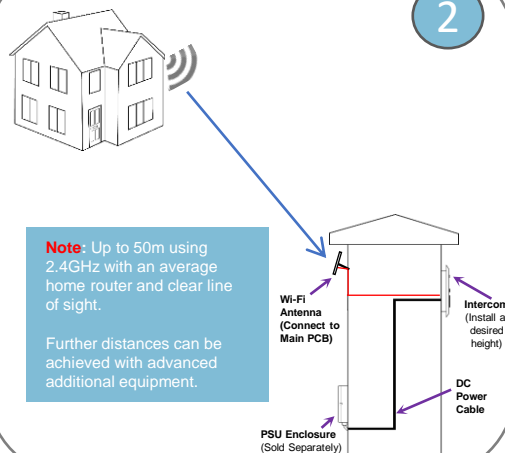 2
Note: Up to 50m using
2.4GHz with an average
home router and clear line
of sight.
Further distances can be
achieved with advanced
additional equipment.
Wi-Fi
Antenna
(Connect to
Main PCB)
Intercom
(Install a
desired
height)
DC
Power
Cable
PSU Enclosure
(Sold Separately)